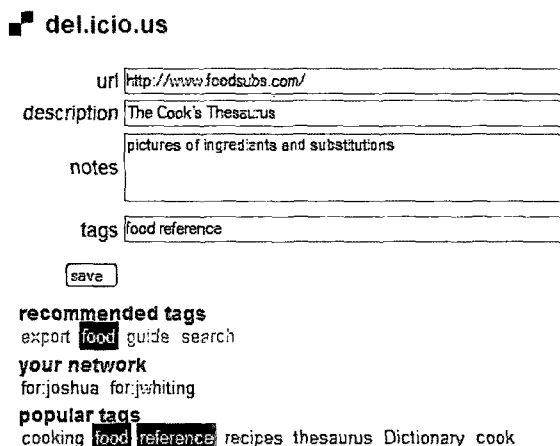 del.icio.us
url http://www.foodsubs.com/
description The Cook's Thesaurus
notes pictures of ingredients and substitutions
tags food reference
save
recommended tags
export food guide search
your network
for:joshua for:jwhiting
popular tags
cooking food reference recipes thesaurus Dictionary cook